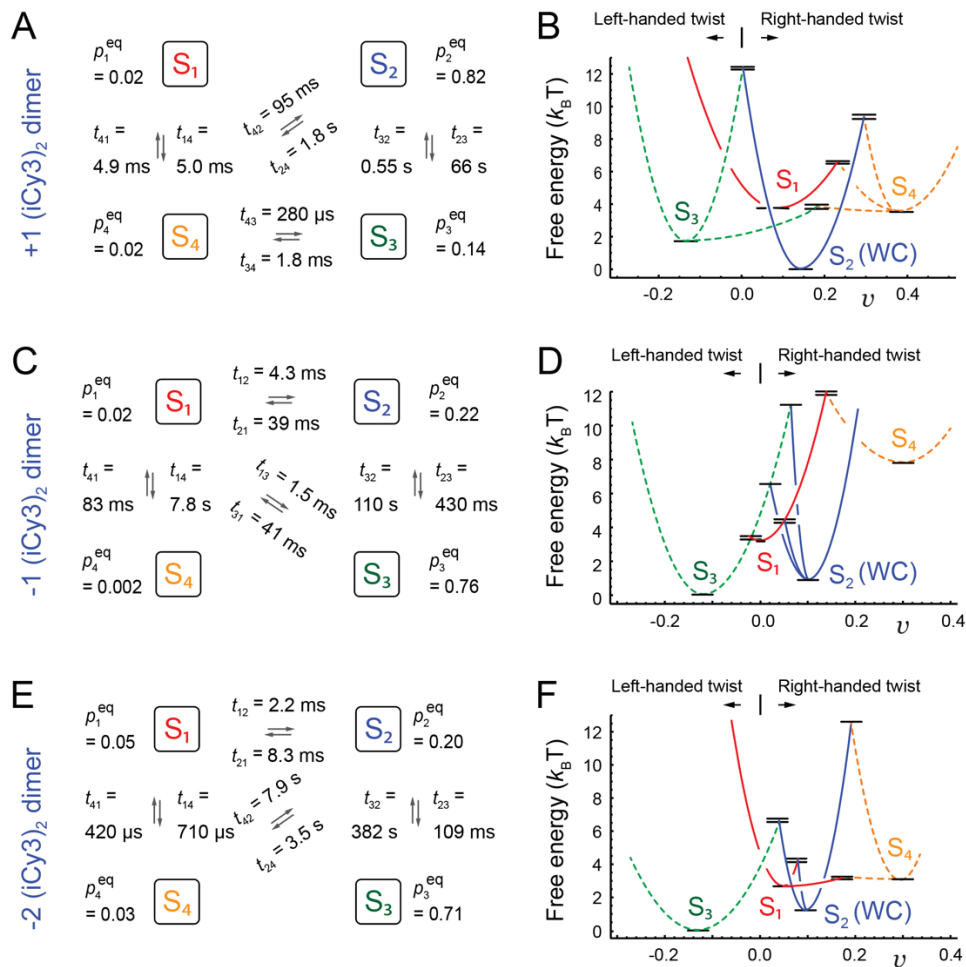 A
+1 (iCy3)2 dimer
p1eq = 0.02
S1
S2
p2eq = 0.82
t42 = 95 ms
t24 = 1.8 s
t41 = 4.9 ms
t14 = 5.0 ms
t32 = 0.55 s
t23 = 66 s
p4eq = 0.02
S4
t43 = 280 μs
t34 = 1.8 ms
S3
p3eq = 0.14
B
Left-handed twist
Right-handed twist
Free energy (kBT)
12
10
8
6
4
2
0
S3
S1
S4
S2 (WC)
-0.2
0.0
0.2
0.4
υ
C
-1 (iCy3)2 dimer
p1eq = 0.02
S1
t12 = 4.3 ms
t21 = 39 ms
S2
p2eq = 0.22
t41 = 83 ms
t14 = 7.8 s
t13 = 1.5 ms
t31 = 41 ms
t32 = 110 s
t23 = 430 ms
p4eq = 0.002
S4
S3
p3eq = 0.76
D
Left-handed twist
Right-handed twist
Free energy (kBT)
12
10
8
6
4
2
0
S4
S3
S1
S2 (WC)
-0.2
0.0
0.2
0.4
υ
E
-2 (iCy3)2 dimer
p1eq = 0.05
S1
t12 = 2.2 ms
t21 = 8.3 ms
S2
p2eq = 0.20
t41 = 420 μs
t14 = 710 μs
t42 = 7.9 s
t24 = 3.5 s
t32 = 382 s
t23 = 109 ms
p4eq = 0.03
S4
S3
p3eq = 0.71
F
Left-handed twist
Right-handed twist
Free energy (kBT)
12
10
8
6
4
2
0
S4
S3
S1
S2 (WC)
-0.2
0.0
0.2
0.4
υ